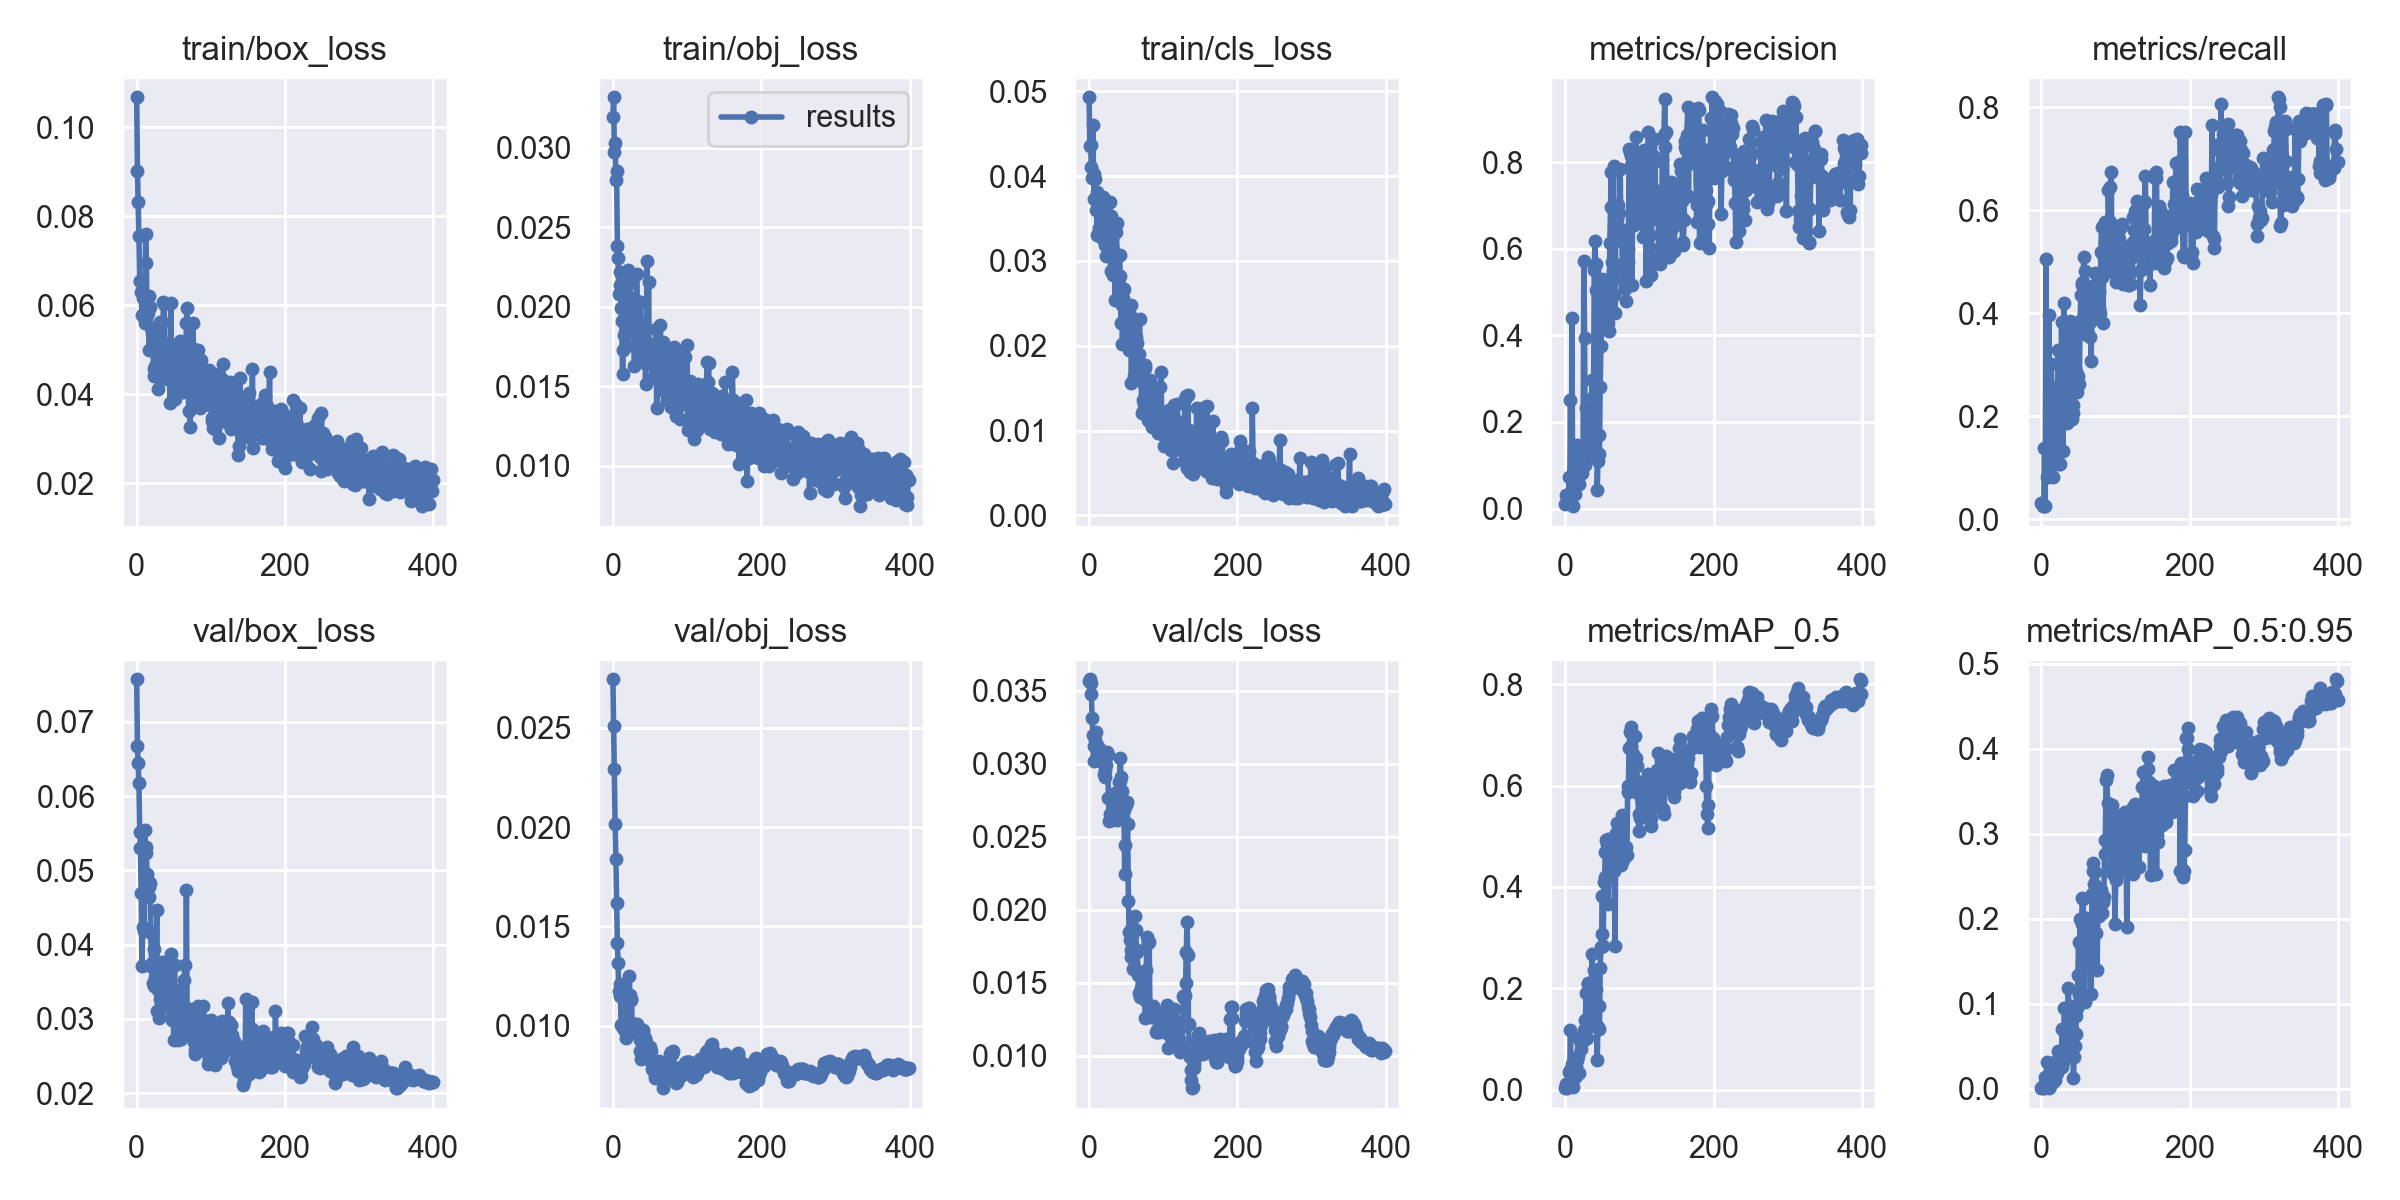 train/box_loss
0.10
0.08
0.06
0.04
0.02
0 200 400
train/obj_loss
results
0.030
0.025
0.020
0.015
0.010
0 200 400
train/cls_loss
0.05
0.04
0.03
0.02
0.01
0.00
0 200 400
metrics/precision
0.8
0.6
0.4
0.2
0.0
0 200 400
metrics/recall
0.8
0.6
0.4
0.2
0.0
0 200 400
val/box_loss
0.07
0.06
0.05
0.04
0.03
0.02
0 200 400
val/obj_loss
0.025
0.020
0.015
0.010
0 200 400
val/cls_loss
0.035
0.030
0.025
0.020
0.015
0.010
0 200 400
metrics/mAP_0.5
0.8
0.6
0.4
0.2
0.0
0 200 400
metrics/mAP_0.5:0.95
0.5
0.4
0.3
0.2
0.1
0.0
0 200 400